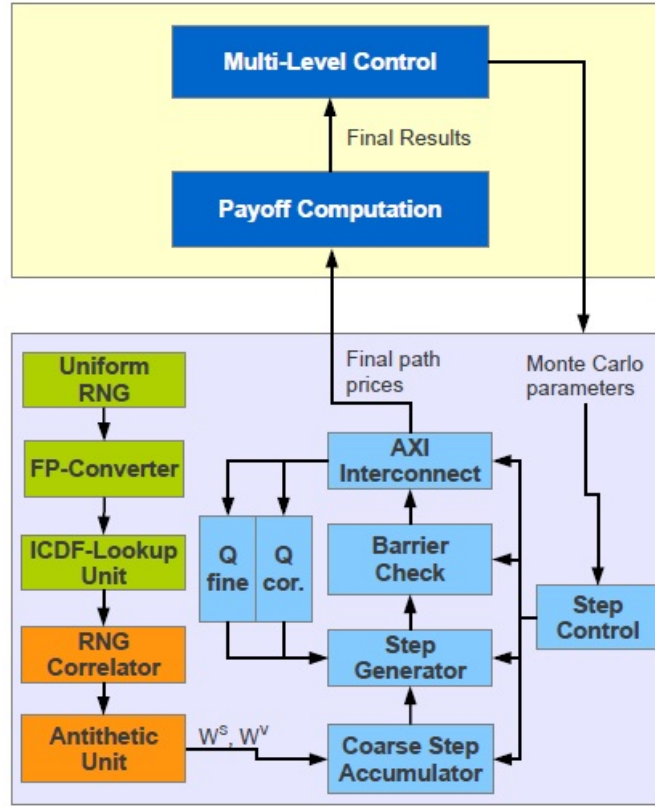 Multi-Level Control
Final Results
Payoff Computation
Final path
prices
Monte Carlo
parameters
Uniform
RNG
FP-Converter
ICDF-Lookup
Unit
RNG
Correlator
Antithetic
Unit
W^S, W^V
Q
fine
Q
cor.
AXI
Interconnect
Barrier
Check
Step
Generator
Coarse Step
Accumulator
Step
Control